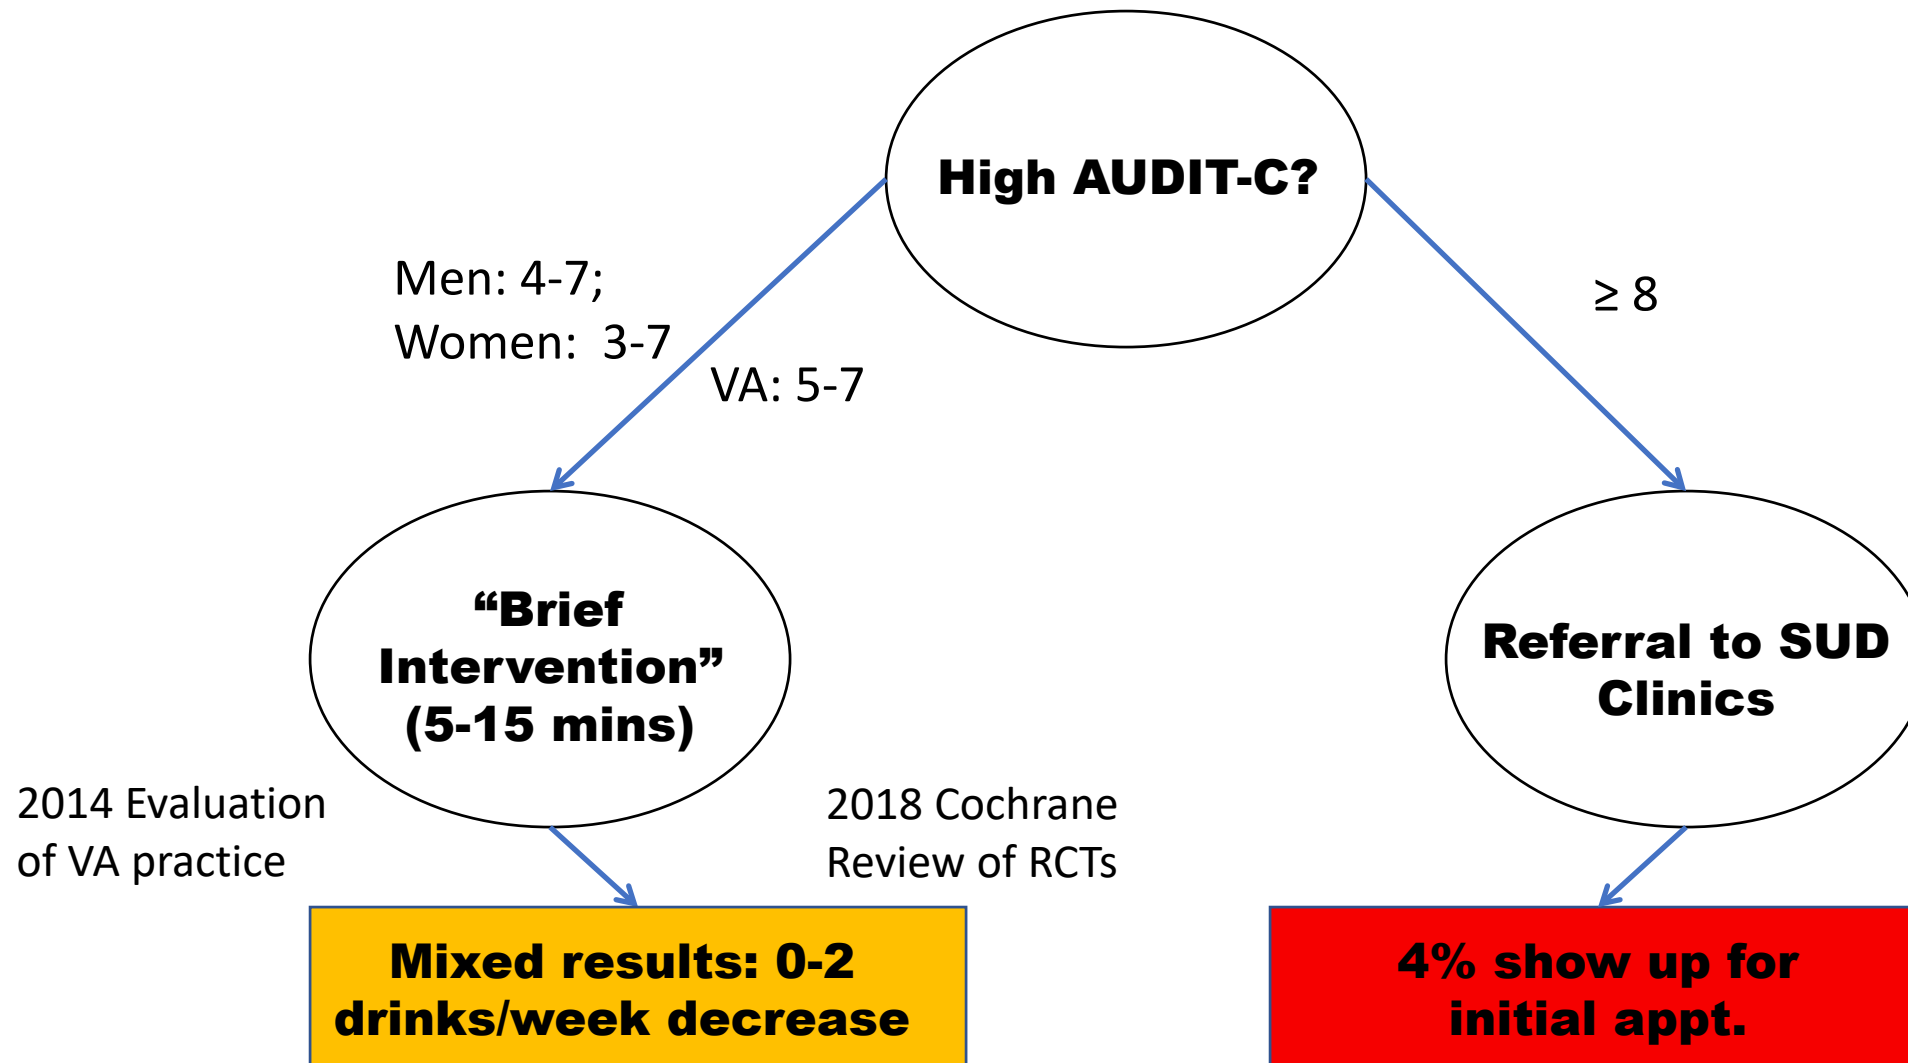 High AUDIT-C?
Men: 4-7;
Women:  3-7
VA: 5-7
≥ 8
“Brief
Intervention”
(5-15 mins)
Referral to SUD
Clinics
2014 Evaluation
of VA practice
2018 Cochrane
Review of RCTs
Mixed results: 0-2
drinks/week decrease
4% show up for
initial appt.